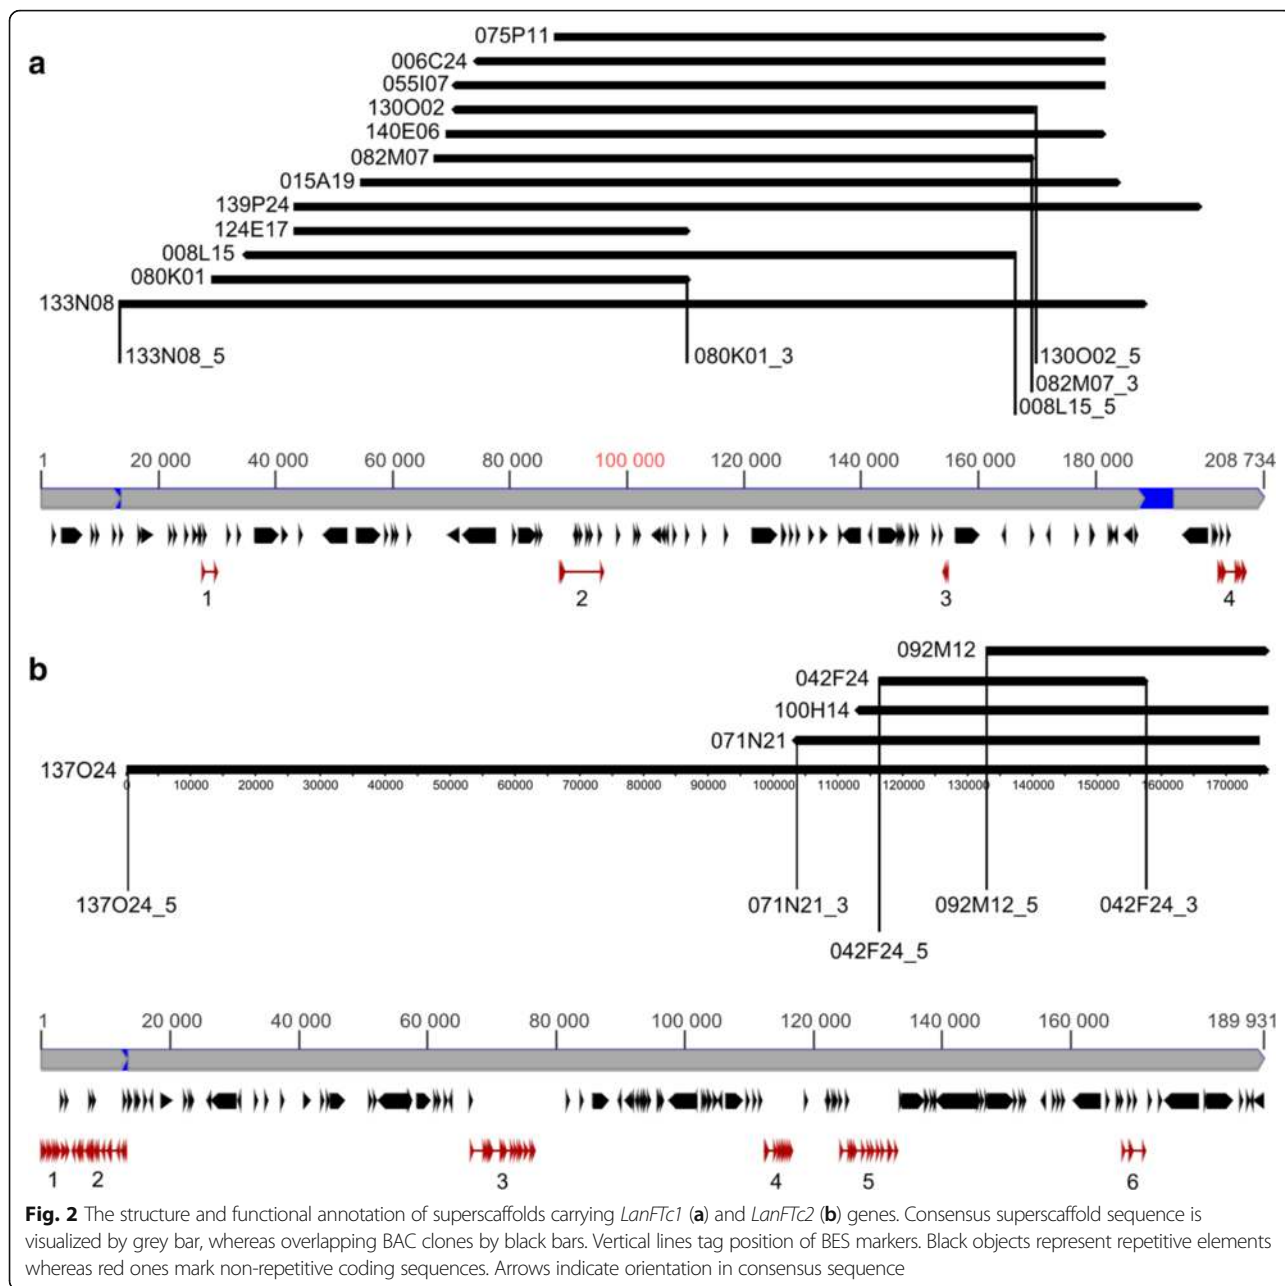 a
075P11
006C24
055I07
130O02
140E06
082M07
015A19
139P24
124E17
008L15
080K01
133N08
133N08_5 080K01_3 130O02_5
082M07_3
008L15_5
1 20 000 40 000 60 000 80 000 100 000 120 000 140 000 160 000 180 000 208 734
1 2 3 4
b
092M12
042F24
100H14
071N21
137O24
0 10000 20000 30000 40000 50000 60000 70000 80000 90000 100000 110000 120000 130000 140000 150000 160000 170000
137O24_5 071N21_3 092M12_5 042F24_3
042F24_5
1 20 000 40 000 60 000 80 000 100 000 120 000 140 000 160 000 189 931
1 2 3 4 5 6
Fig. 2 The structure and functional annotation of superscaffolds carrying LanFTc1 (a) and LanFTc2 (b) genes. Consensus superscaffold sequence is
visualized by grey bar, whereas overlapping BAC clones by black bars. Vertical lines tag position of BES markers. Black objects represent repetitive elements
whereas red ones mark non-repetitive coding sequences. Arrows indicate orientation in consensus sequence